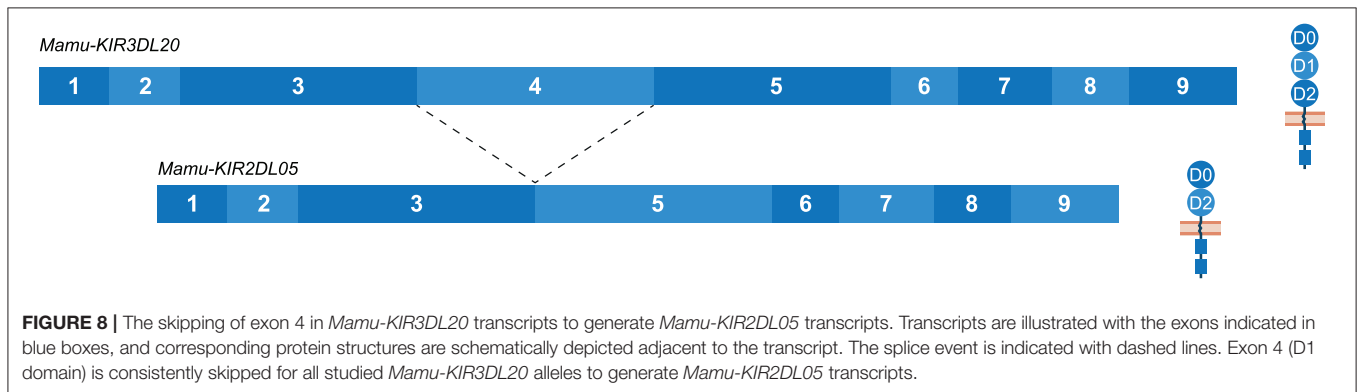 Mamu-KIR3DL20
1 2 3 4 5 6 7 8 9
D0
D1
D2
Mamu-KIR2DL05
1 2 3 5 6 7 8 9
D0
D2
FIGURE 8 | The skipping of exon 4 in Mamu-KIR3DL20 transcripts to generate Mamu-KIR2DL05 transcripts. Transcripts are illustrated with the exons indicated in
blue boxes, and corresponding protein structures are schematically depicted adjacent to the transcript. The splice event is indicated with dashed lines. Exon 4 (D1
domain) is consistently skipped for all studied Mamu-KIR3DL20 alleles to generate Mamu-KIR2DL05 transcripts.